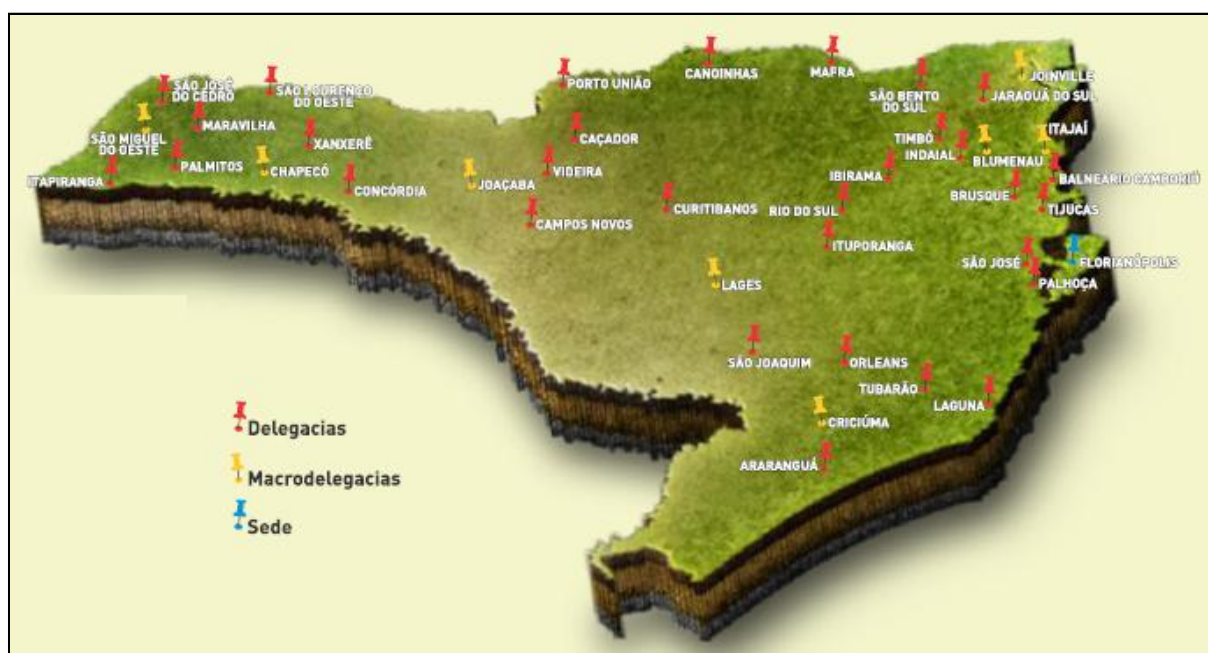 CANOINHAS
MAFRA
PORTO UNIÃO
JOINVILLE
SÃO JOSÉ
DO CEDRO
SÃO LOURENÇO
DO OESTE
SÃO BENTO
DO SUL
JARAGUÁ DO SUL
MARAVILHA
SÃO MIGUEL
DO OESTE
XANXERÊ
CAÇADOR
TIMBÓ
INDAIAL
BLUMENAU
ITAJAÍ
ITAPIRANGA
PALMITOS
CHAPECÓ
CONCÓRDIA
JOAÇABA
VIDEIRA
IBIRAMA
BALNEÁRIO CAMBORIÚ
BRUSQUE
TIJUCAS
CAMPOS NOVOS
CURITIBANOS
RIO DO SUL
ITUPORANGA
SÃO JOSÉ
FLORIANÓPOLIS
PALHOÇA
LAGES
SÃO JOAQUIM
ORLEANS
TUBARÃO
LAGUNA
CRICIÚMA
ARARANGUÁ
Delegacias
Macrodelegacias
Sede